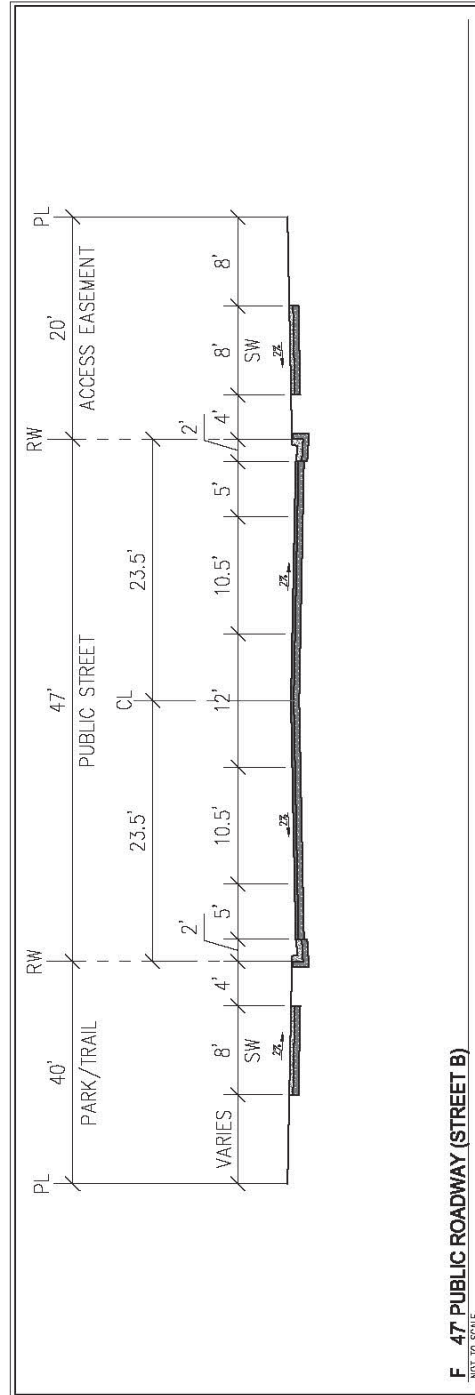 PL RW RW PL
40' 47' 20'
PARK/TRAIL PUBLIC STREET ACCESS EASEMENT
23.5' 23.5'
CL
2' 2'
VARIES 8' 4' 5' 10.5' 12' 10.5' 5' 4' 8' 8'
SW SW
2% 2% 2% 2%
F 47' PUBLIC ROADWAY (STREET B)
NOT TO SCALE